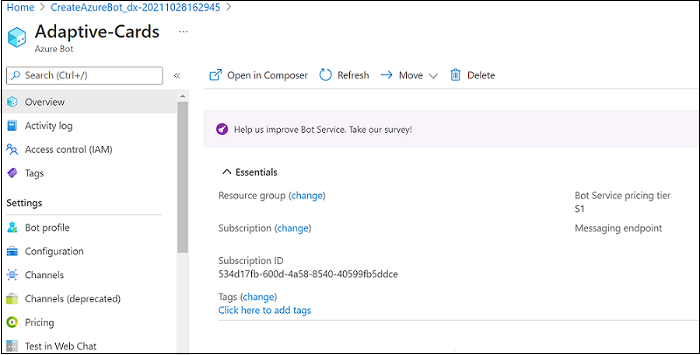 Home > CreateAzureBot_dx-20211028162945 >
Adaptive-Cards ...
Azure Bot
Search (Ctrl+/) «
Open in Composer Refresh Move Delete
Overview
Activity log
Access control (IAM)
Tags
Settings
Bot profile
Configuration
Channels
Channels (deprecated)
Pricing
Test in Web Chat
Help us improve Bot Service. Take our survey!
Essentials
Resource group (change)
Bot Service pricing tier
S1
Subscription (change)
Messaging endpoint
Subscription ID
534d17fb-600d-4a58-8540-40599fb5ddce
Tags (change)
Click here to add tags